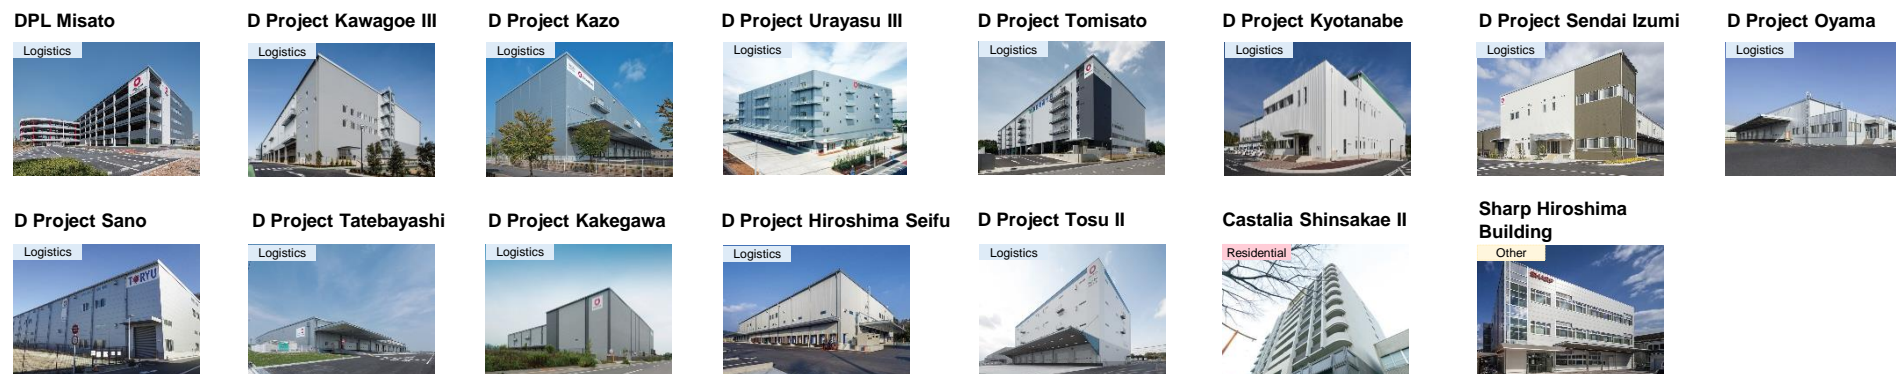 DPL Misato
D Project Kawagoe III
D Project Kazo
D Project Urayasu III
D Project Tomisato
D Project Kyotanabe
D Project Sendai Izumi
D Project Oyama
Logistics
Logistics
Logistics
Logistics
Logistics
Logistics
Logistics
Logistics
D Project Sano
D Project Tatebayashi
D Project Kakegawa
D Project Hiroshima Seifu
D Project Tosu II
Castalia Shinsakae II
Sharp Hiroshima
Building
Logistics
Logistics
Logistics
Logistics
Logistics
Residential
Other
TORYU
SHARP